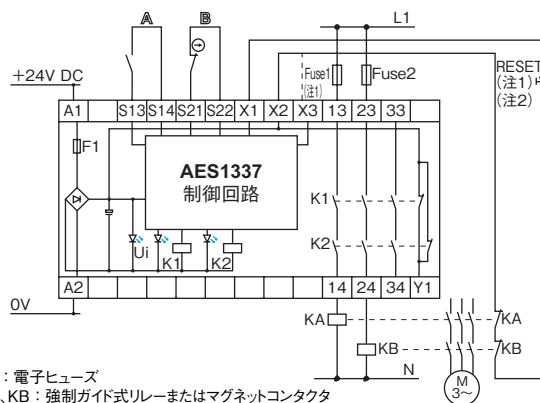 A B
L1
Fuse1
(注1)
Fuse2
RESET
(注1)
(注2)
+24V DC
A1 S13 S14 S21 S22 X1 X2 X3 13 23 33
F1
AES1337
制御回路
K1
K2
Ui K1 K2
A2 14 24 34 Y1
0V
KA KA
KB KB
N
M
3~
: 電子ヒューズ
、KB : 強制ガイド式リレーまたはマグネットコンタクタ